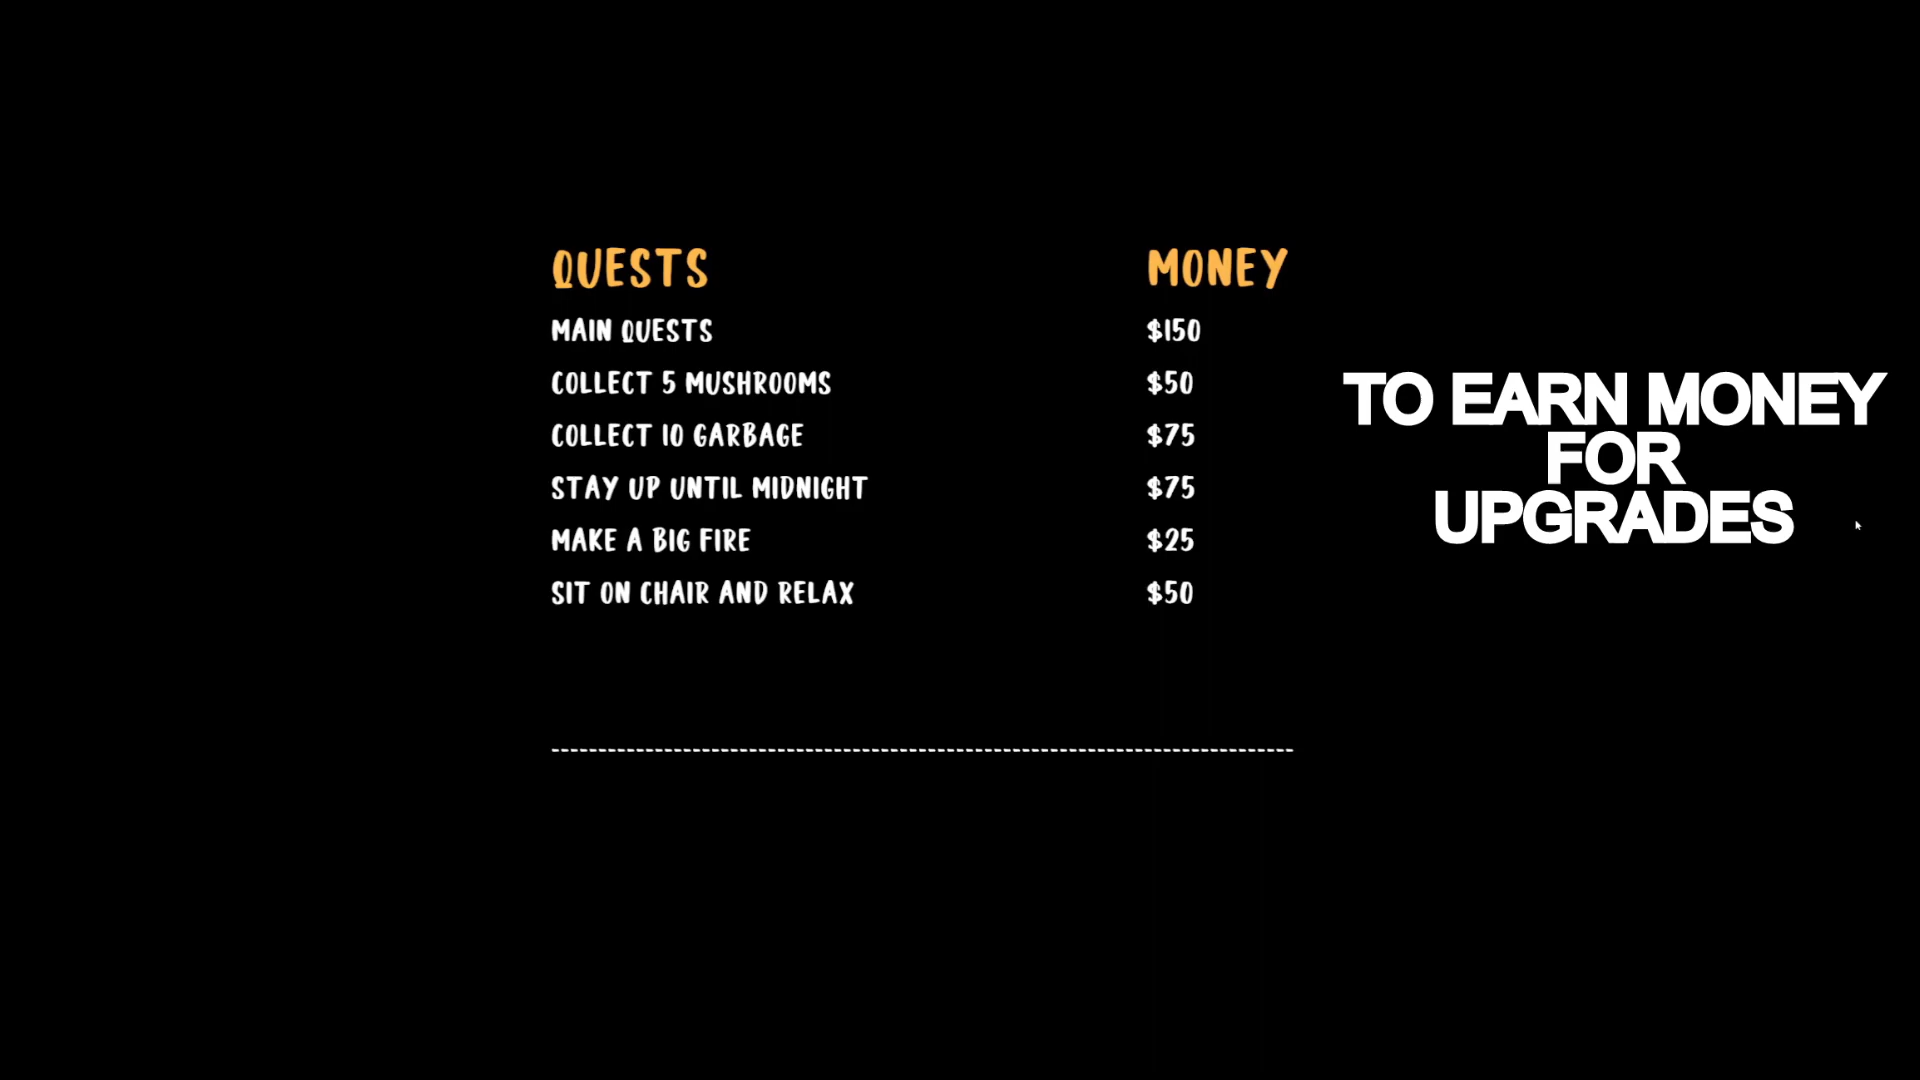 QUESTS MONEY
MAIN QUESTS $150
COLLECT 5 MUSHROOMS $50
COLLECT 10 GARBAGE $75
STAY UP UNTIL MIDNIGHT $75
MAKE A BIG FIRE $25
SIT ON CHAIR AND RELAX $50
-------------------------------------------------------------------------------
TO EARN MONEY
FOR
UPGRADES